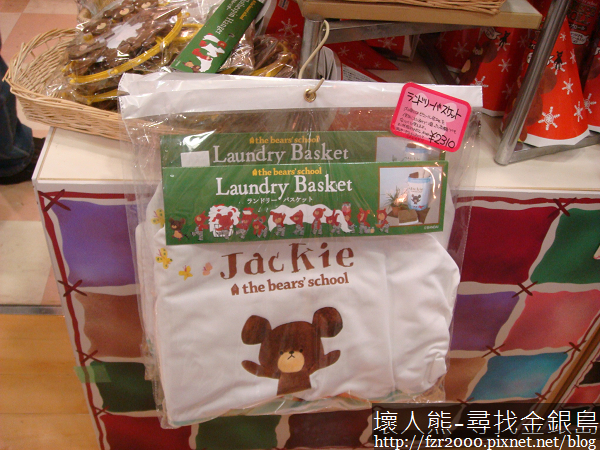 ランドリーバスケット
¥2310
the bears' school
Laundry Basket
the bears' school
Laundry Basket
ランドリー・バスケット
Jackie
the bears' school
壞人熊-尋找金銀島
http://fzr2000.pixnet.net/blog